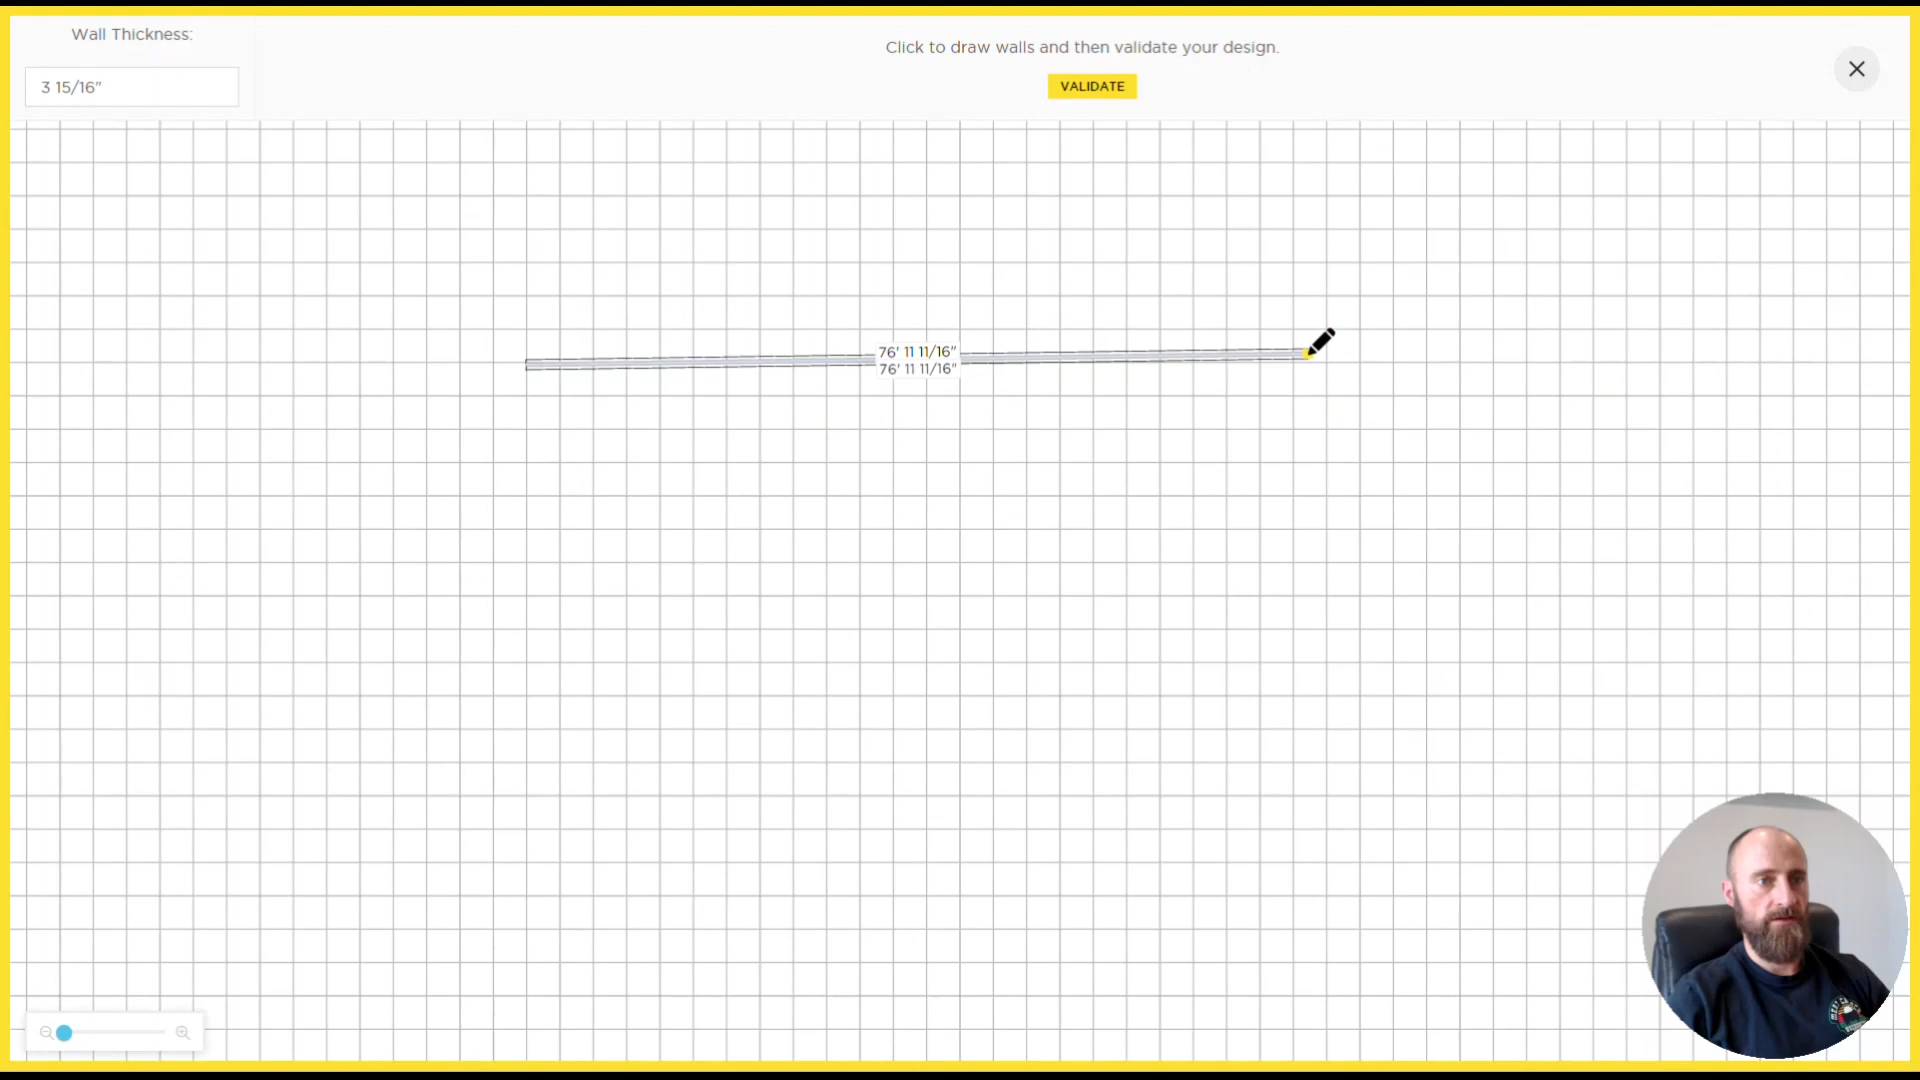 Wall Thickness:
3 15/16"
Click to draw walls and then validate your design.
VALIDATE
76' 11 11/16"
76' 11 11/16"